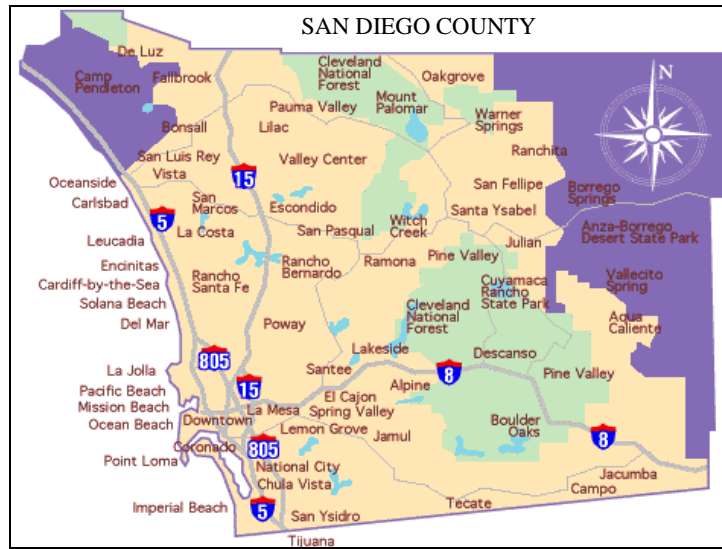 SAN DIEGO COUNTY
De Luz
Camp
Pendleton
Fallbrook
Cleveland
National
Forest
Oakgrove
N
Pauma Valley
Mount
Palomar
Warner
Springs
Bonsall
Lilac
San Luis Rey
Vista
Valley Center
Ranchita
15
Oceanside
Carlsbad
San
Marcos
Escondido
San Fellipe
Borrego
Springs
5
La Costa
San Pasqual
Witch
Creek
Santa Ysabel
Anza-Borrego
Desert State Park
Leucadia
Julian
Encinitas
Rancho
Santa Fe
Rancho
Bernardo
Ramona
Pine Valley
Cardiff-by-the-Sea
Cuyamaca
Rancho
State Park
Vallecito
Spring
Solana Beach
Cleveland
National
Forest
Aqua
Caliente
Del Mar
Poway
805
Lakeside
Descanso
La Jolla
Santee
8
Pine Valley
Pacific Beach
15
Alpine
Mission Beach
La Mesa
El Cajon
Spring Valley
Ocean Beach
Downtown
Lemon Grove
Jamul
Boulder
Oaks
8
Coronado
805
Point Loma
National City
Chula Vista
Jacumba
Campo
Imperial Beach
5
San Ysidro
Tecate
Tijuana